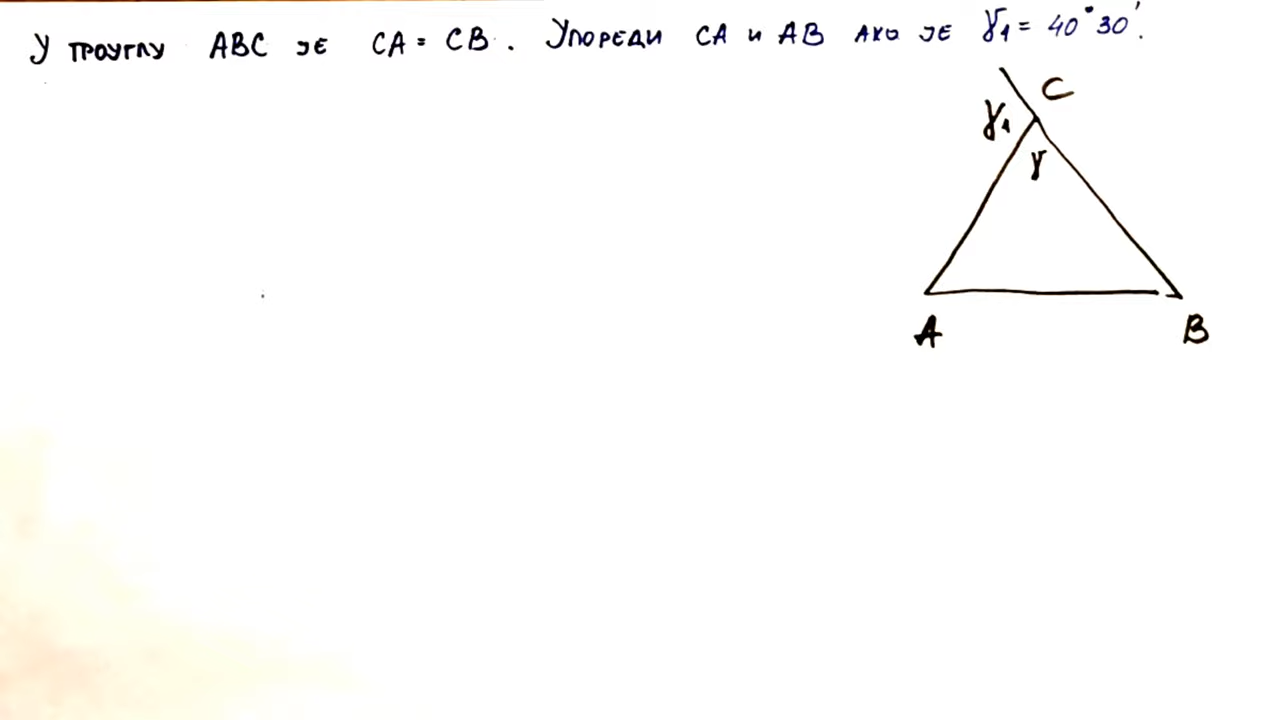 У ТРОУГЛУ ABC ЈЕ CA = CB. УПОРЕДИ CA И AB АКО ЈЕ γ1 = 40°30'.
C
γ1
γ
A
B